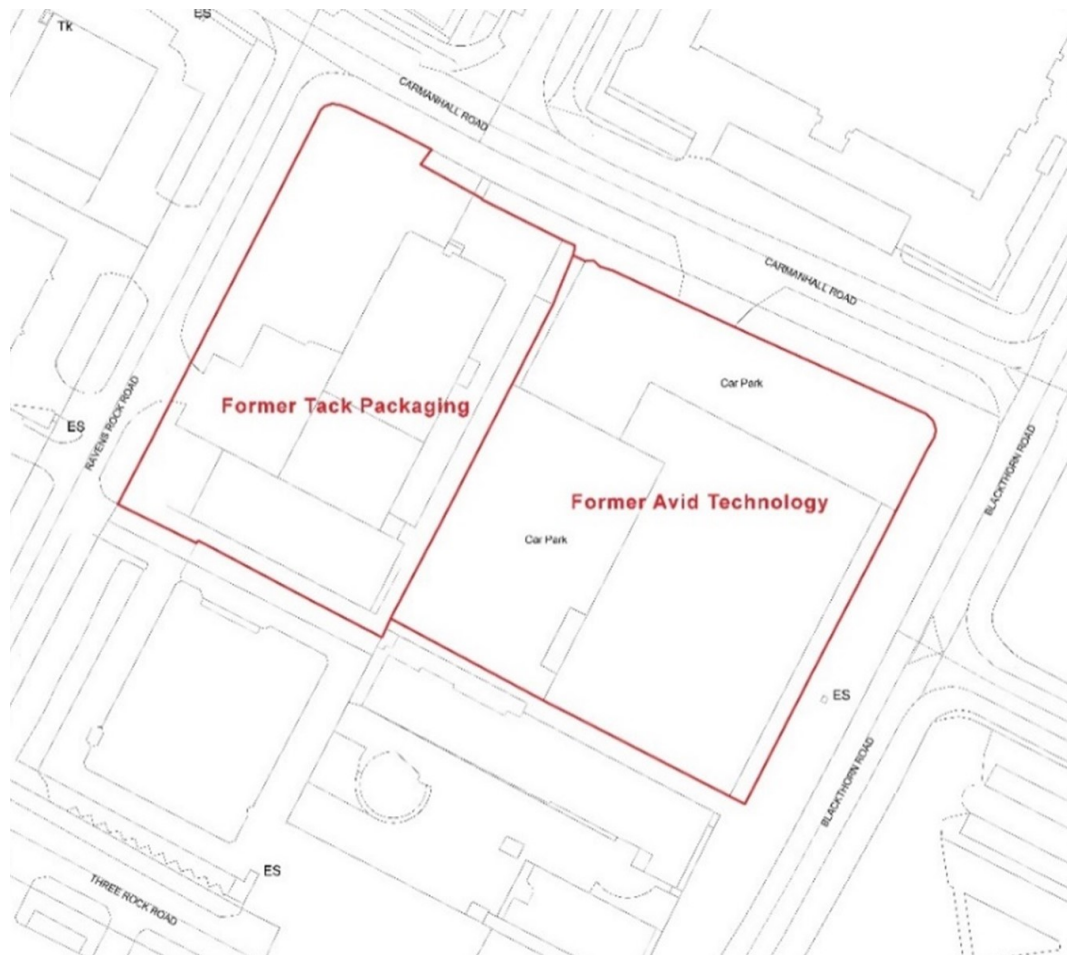 Tk
ES
CARMANHALL ROAD
CARMANHALL ROAD
Car Park
Former Tack Packaging
RAVENS ROCK ROAD
ES
BLACKTHORN ROAD
Former Avid Technology
Car Park
ES
BLACKTHORN ROAD
ES
THREE ROCK ROAD